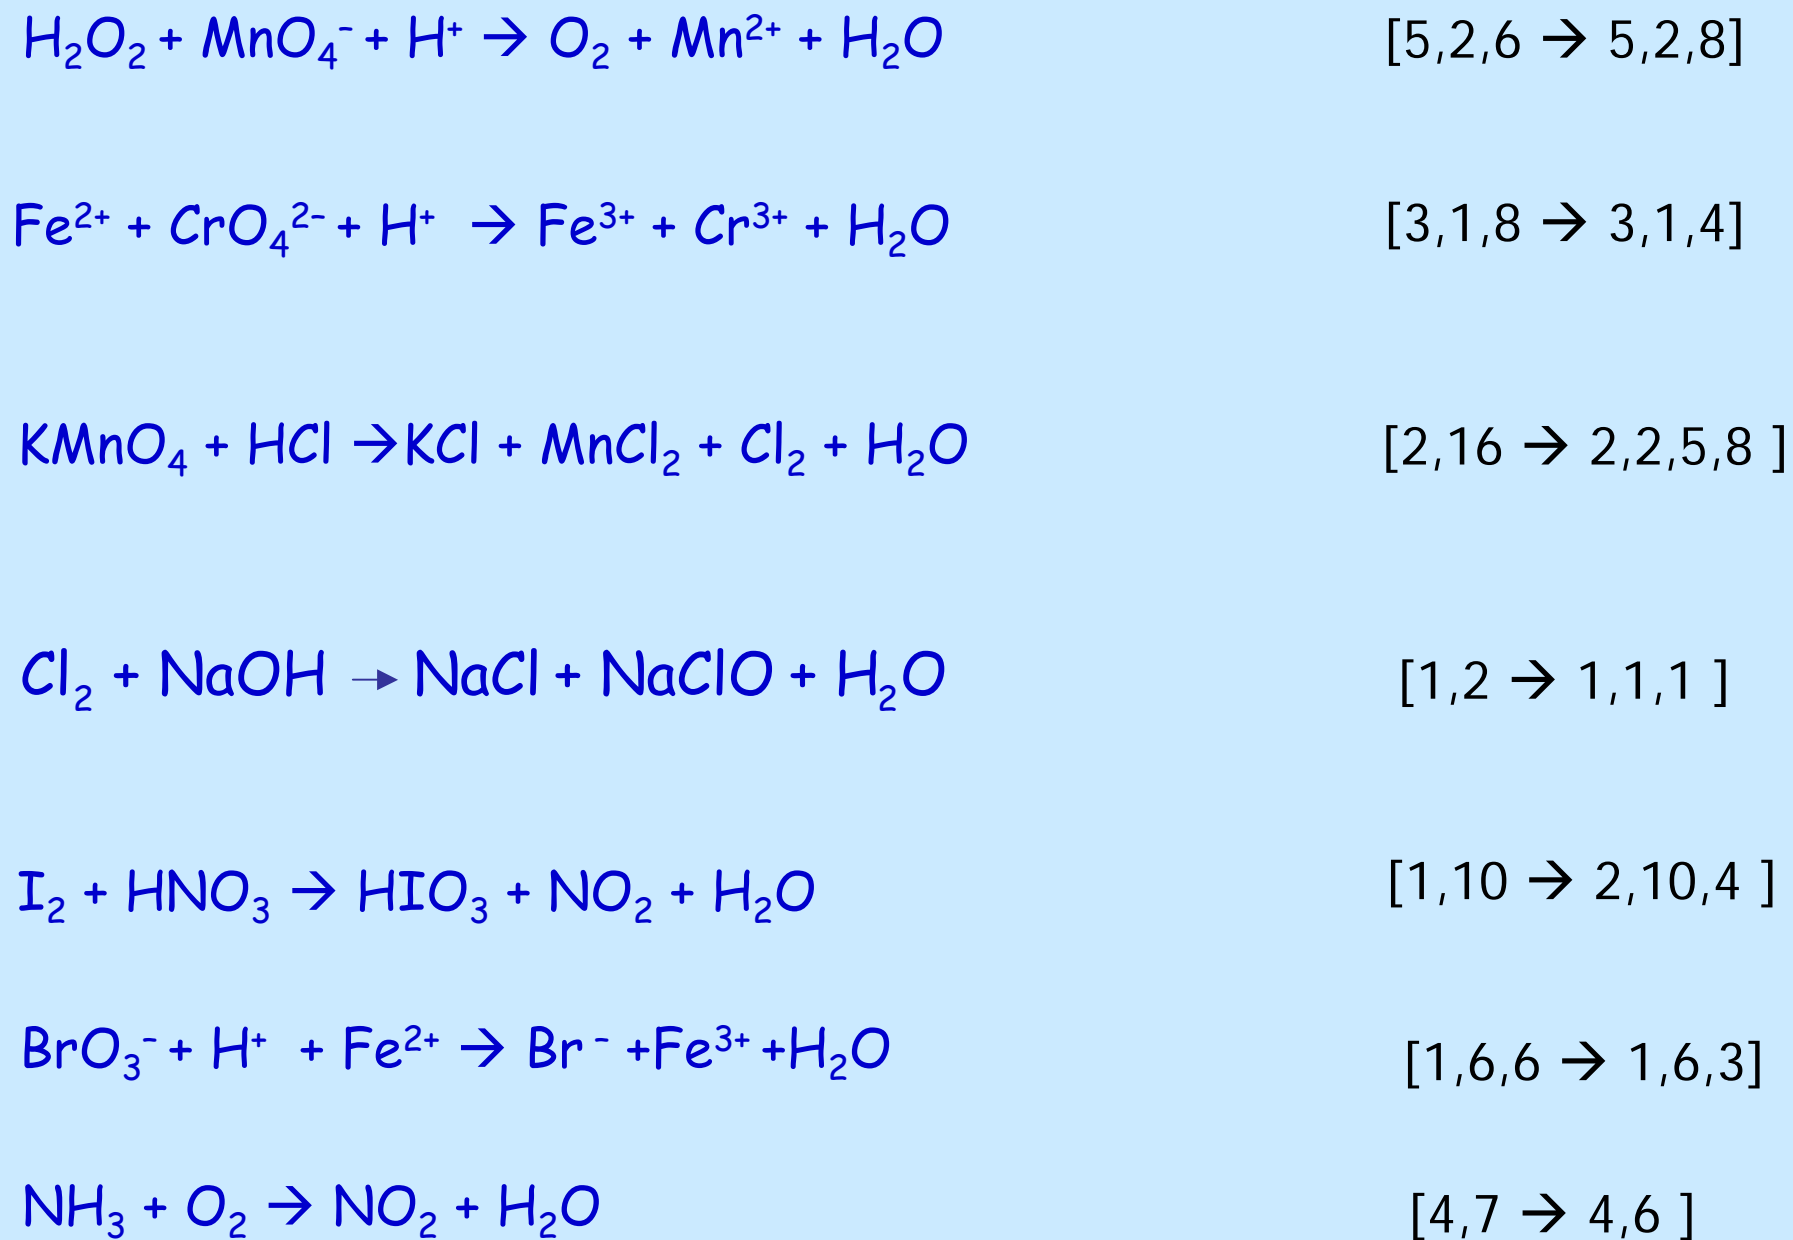 H₂O₂ + MnO₄⁻ + H⁺ → O₂ + Mn²⁺ + H₂O [5,2,6 → 5,2,8]
Fe²⁺ + CrO₄²⁻ + H⁺ → Fe³⁺ + Cr³⁺ + H₂O [3,1,8 → 3,1,4]
KMnO₄ + HCl → KCl + MnCl₂ + Cl₂ + H₂O [2,16 → 2,2,5,8 ]
Cl₂ + NaOH → NaCl + NaClO + H₂O [1,2 → 1,1,1 ]
I₂ + HNO₃ → HIO₃ + NO₂ + H₂O [1,10 → 2,10,4 ]
BrO₃⁻ + H⁺ + Fe²⁺ → Br ⁻ +Fe³⁺ +H₂O [1,6,6 → 1,6,3]
NH₃ + O₂ → NO₂ + H₂O [4,7 → 4,6 ]